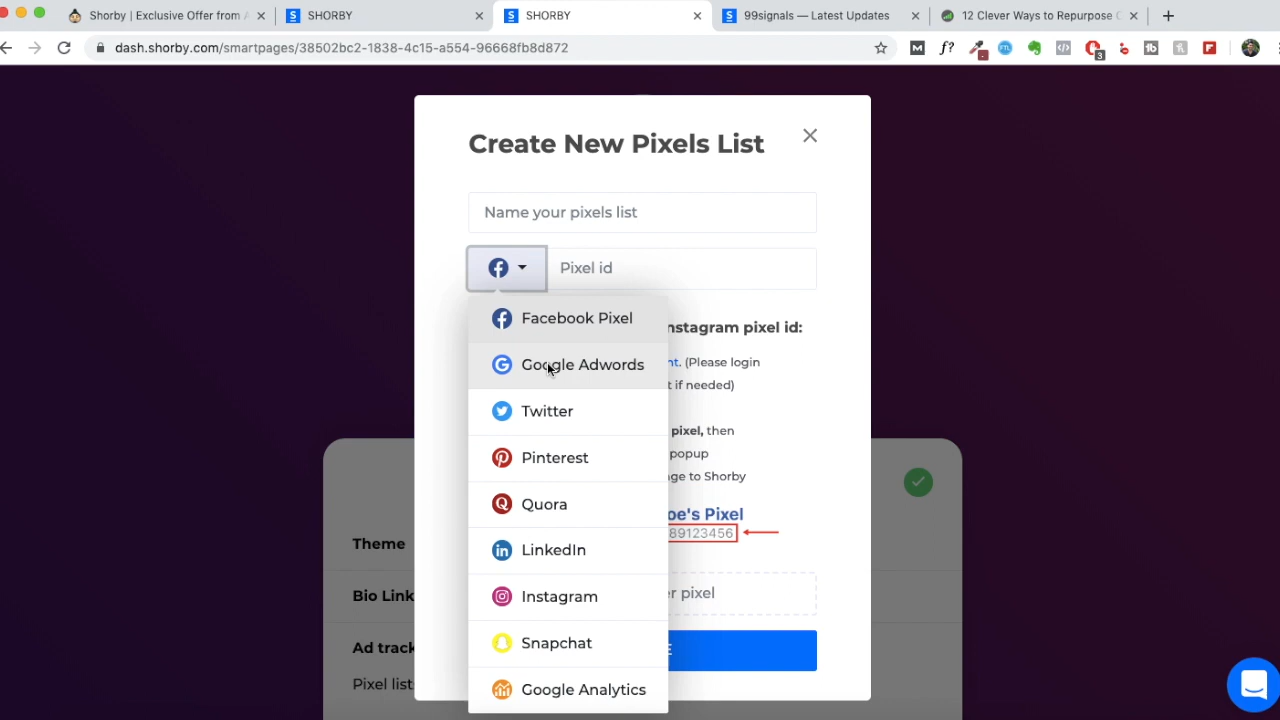 Shorby | Exclusive Offer from A
SHORBY
SHORBY
99signals — Latest Updates
12 Clever Ways to Repurpose C
dash.shorby.com/smartpages/38502bc2-1838-4c15-a554-96668fb8d872
Create New Pixels List
Name your pixels list
Pixel id
Facebook Pixel
nstagram pixel id:
Google Adwords
nt. (Please login
t if needed)
Twitter
pixel, then
Pinterest
popup
ge to Shorby
Quora
oe's Pixel
89123456
Theme
LinkedIn
Bio Link
Instagram
er pixel
Ad track
Snapchat
E
Pixel list
Google Analytics